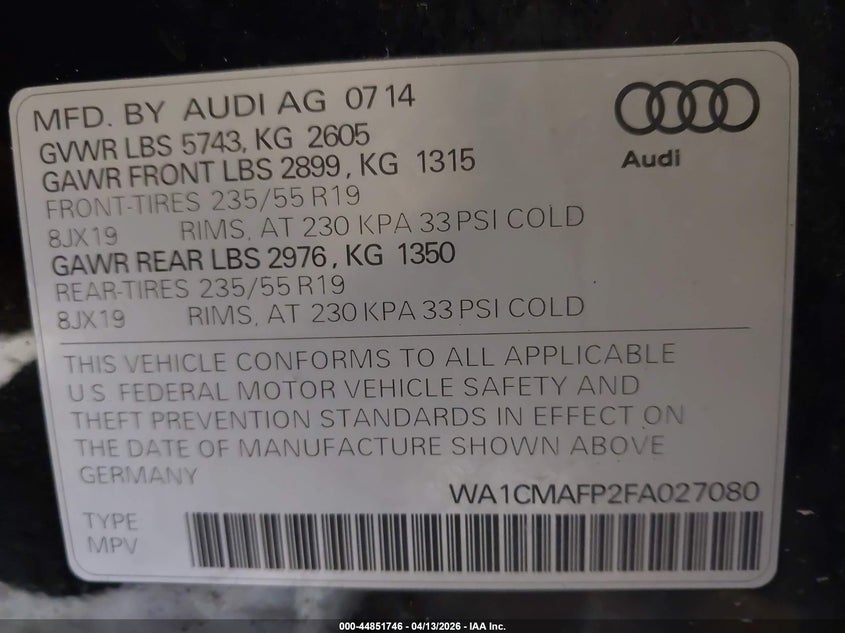 MFD. BY AUDI AG 07 14
GVWR LBS 5743, KG 2605
GAWR FRONT LBS 2899, KG 1315
FRONT-TIRES 235/55 R19
8JX19 RIMS, AT 230 KPA 33 PSI COLD
GAWR REAR LBS 2976, KG 1350
REAR-TIRES 235/55 R19
8JX19 RIMS, AT 230 KPA 33 PSI COLD
Audi
THIS VEHICLE CONFORMS TO ALL APPLICABLE
U.S. FEDERAL MOTOR VEHICLE SAFETY AND
THEFT PREVENTION STANDARDS IN EFFECT ON
THE DATE OF MANUFACTURE SHOWN ABOVE
GERMANY
WA1CMAFP2FA027080
TYPE
MPV
000-44851746 - 04/13/2026 - IAA Inc.